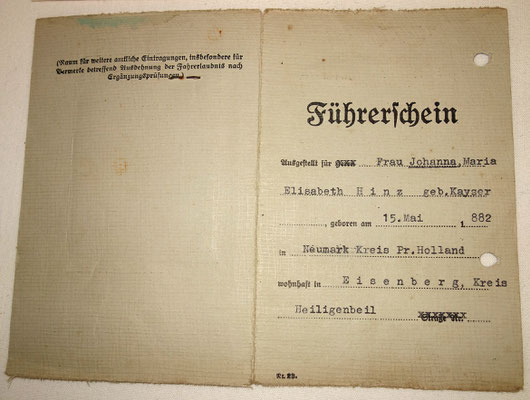 (Raum für weitere amtliche Eintragungen, insbesondere für
Vermerke betreffend Ausdehnung der Fahrerlaubnis nach
Ergänzungsprüfungen.)
Führerschein
Ausgestellt für Frau Johanna, Maria
Elisabeth Hinz geb.Kayser
, geboren am 15.Mai 1882
in Neumark Kreis Pr.Holland
wohnhaft in Eisenberg, Kreis
Heiligenbeil
Nr. 23.